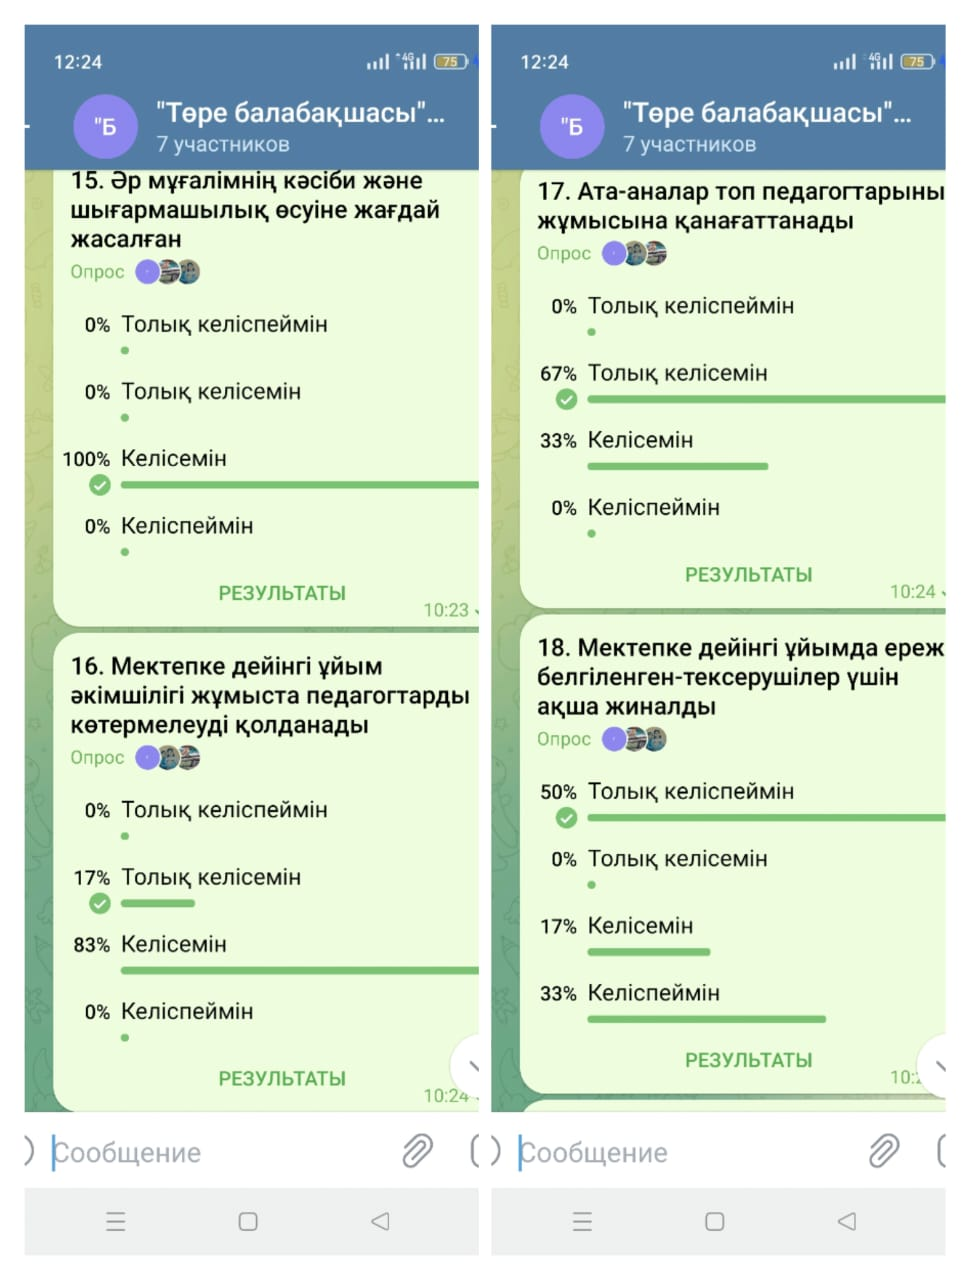 12:24
4G
75
"Б
"Төре балабақшасы"...
7 участников
15. Әр мұғалімнің кәсіби және
шығармашылық өсуіне жағдай
жасалған
Опрос
0% Толық келіспеймін
0% Толық келісемін
100% Келісемін
0% Келіспеймін
РЕЗУЛЬТАТЫ
10:23
16. Мектепке дейінгі ұйым
әкімшілігі жұмыста педагогтарды
көтермелеуді қолданады
Опрос
0% Толық келіспеймін
17% Толық келісемін
83% Келісемін
0% Келіспеймін
РЕЗУЛЬТАТЫ
10:24
Сообщение
12:24
4G
75
"Б
"Төре балабақшасы"...
7 участников
17. Ата-аналар топ педагогтарыны
жұмысына қанағаттанады
Опрос
0% Толық келіспеймін
67% Толық келісемін
33% Келісемін
0% Келіспеймін
РЕЗУЛЬТАТЫ
10:24
18. Мектепке дейінгі ұйымда ереж
белгіленген-тексерушілер үшін
ақша жиналды
Опрос
50% Толық келіспеймін
0% Толық келісемін
17% Келісемін
33% Келіспеймін
РЕЗУЛЬТАТЫ
Сообщение